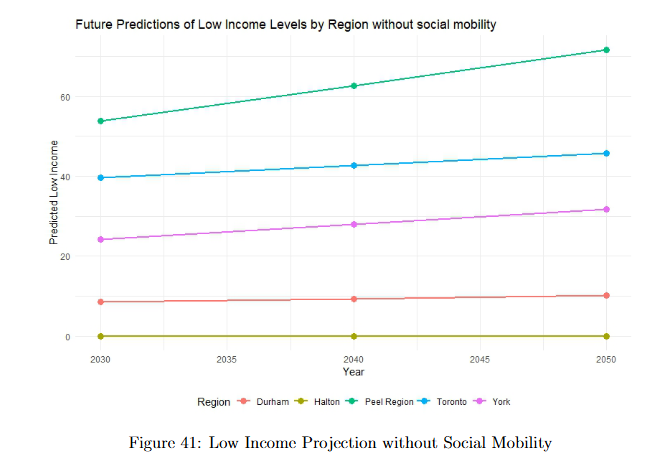 Future Predictions of Low Income Levels by Region without social mobility
Predicted Low Income
60
40
20
0
2030 2035 2040 2045 2050
Year
Region Durham Halton Peel Region Toronto York
Figure 41: Low Income Projection without Social Mobility